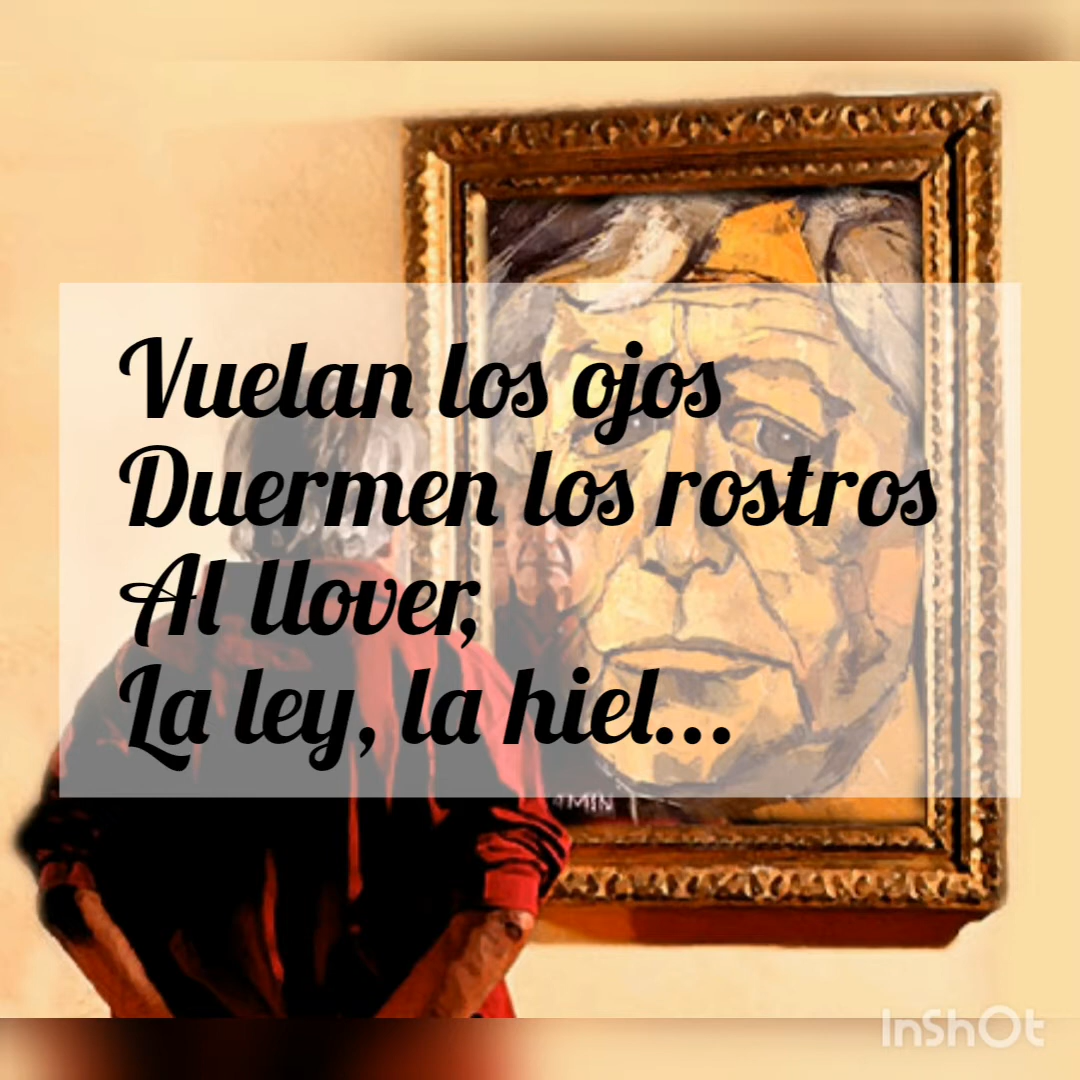 Vuelan los ojos
Duermen los rostros
Al llover,
La ley, la hiel...
InShOt